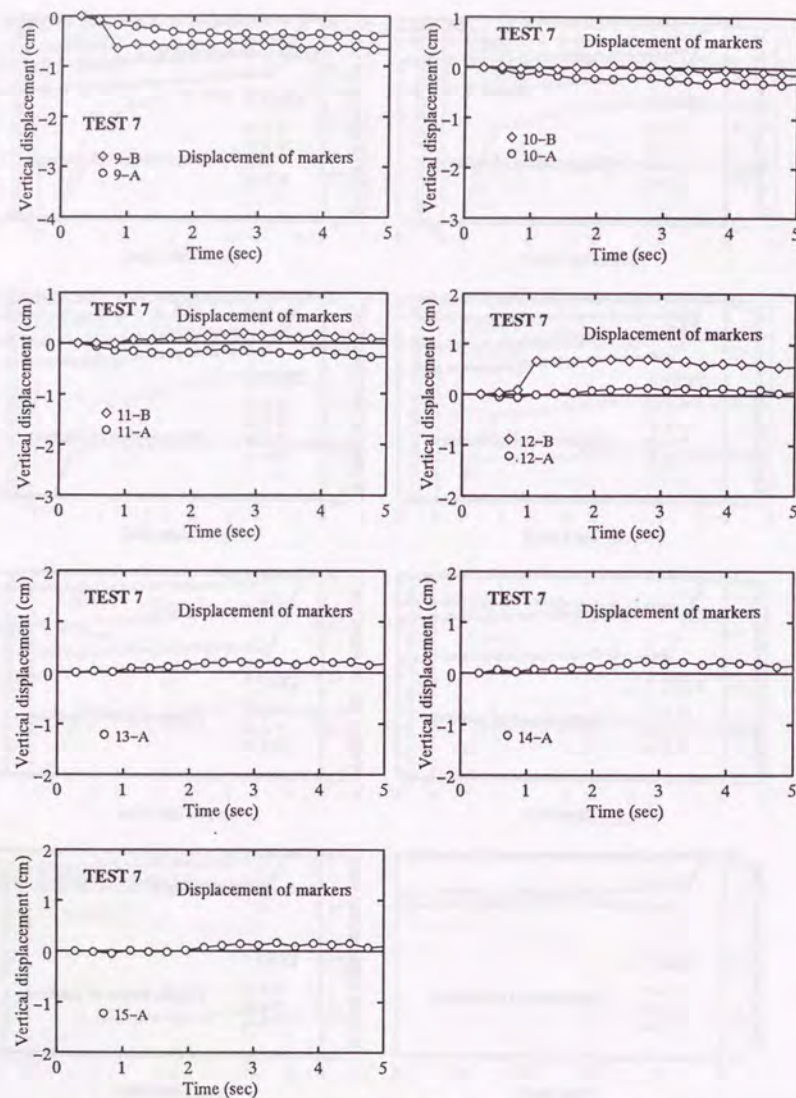 0
−1
−2
−3
−4
Vertical displacement (cm)
TEST 7
Displacement of markers
9−B
9−A
0 1 2 3 4 5
Time (sec)
1
0
−1
−2
−3
Vertical displacement (cm)
TEST 7
Displacement of markers
10−B
10−A
0 1 2 3 4 5
Time (sec)
1
0
−1
−2
−3
Vertical displacement (cm)
TEST 7
Displacement of markers
11−B
11−A
0 1 2 3 4 5
Time (sec)
2
1
0
−1
−2
Vertical displacement (cm)
TEST 7
Displacement of markers
12−B
12−A
0 1 2 3 4 5
Time (sec)
2
1
0
−1
−2
Vertical displacement (cm)
TEST 7
Displacement of markers
13−A
0 1 2 3 4 5
Time (sec)
2
1
0
−1
−2
Vertical displacement (cm)
TEST 7
Displacement of markers
14−A
0 1 2 3 4 5
Time (sec)
2
1
0
−1
−2
Vertical displacement (cm)
TEST 7
Displacement of markers
15−A
0 1 2 3 4 5
Time (sec)